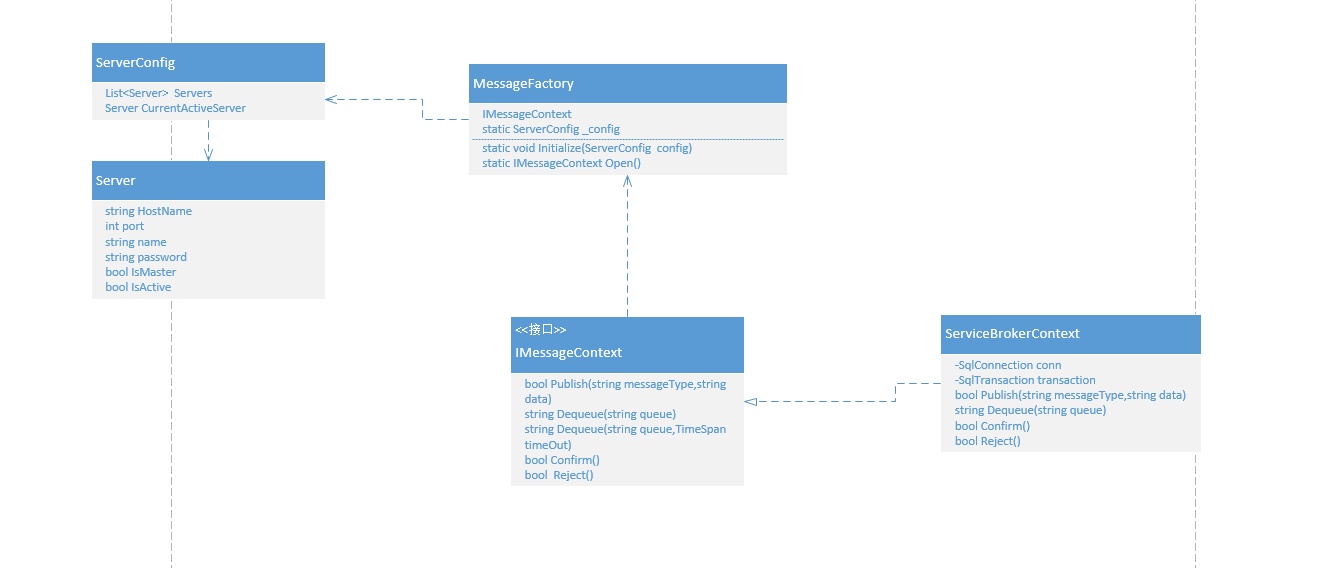 ServerConfig
List<Server> Servers
Server CurrentActiveServer
MessageFactory
IMessageContext
static ServerConfig _config
static void Initialize(ServerConfig config)
static IMessageContext Open()
Server
string HostName
int port
string name
string password
bool IsMaster
bool IsActive
<<接口>>
IMessageContext
bool Publish(string messageType,string
data)
string Dequeue(string queue)
string Dequeue(string queue,TimeSpan
timeOut)
bool Confirm()
bool Reject()
ServiceBrokerContext
-SqlConnection conn
-SqlTransaction transaction
bool Publish(string messageType,string data)
string Dequeue(string queue)
bool Confirm()
bool Reject()